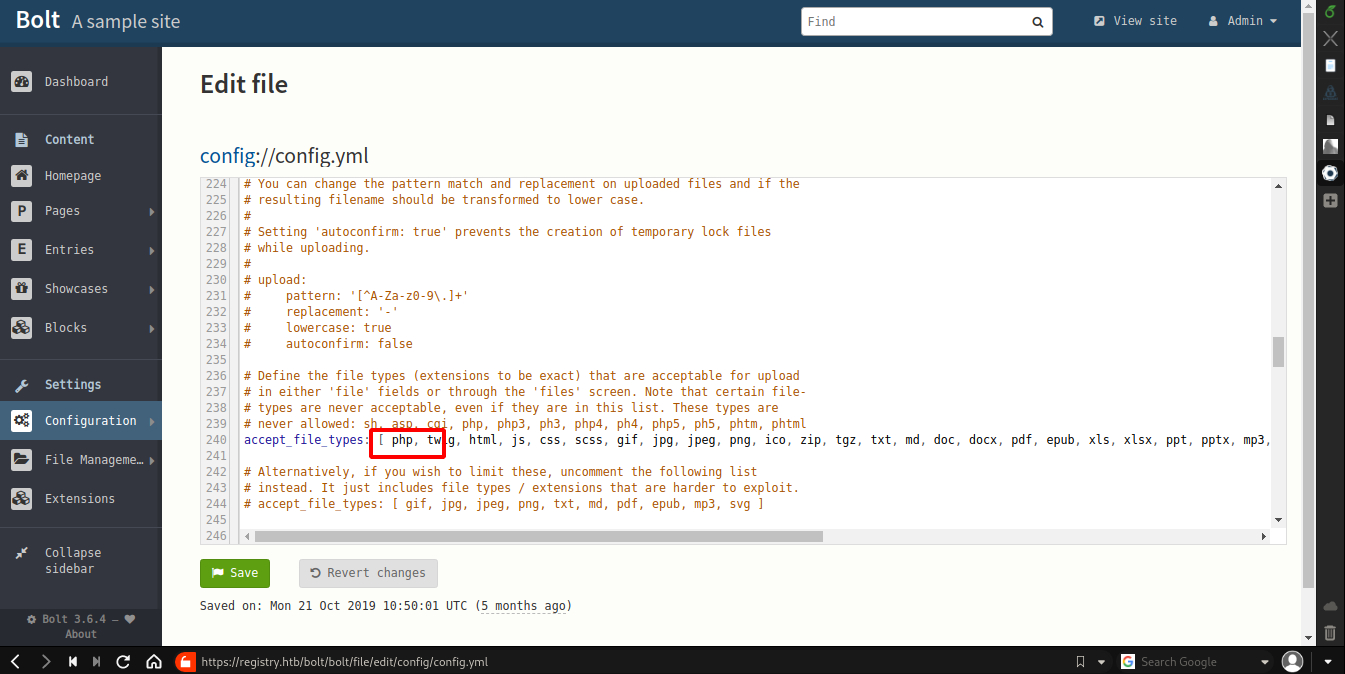 Bolt A sample site
Find
View site
Admin
Dashboard
Content
Homepage
P Pages
E Entries
Showcases
Blocks
Settings
Configuration
File Manageme…
Extensions
Collapse
sidebar
Bolt 3.6.4 –
About
Edit file
config://config.yml
224 # You can change the pattern match and replacement on uploaded files and if the
225 # resulting filename should be transformed to lower case.
226 #
227 # Setting 'autoconfirm: true' prevents the creation of temporary lock files
228 # while uploading.
229 #
230 # upload:
231 #     pattern: '[^A-Za-z0-9\.]+'
232 #     replacement: '-'
233 #     lowercase: true
234 #     autoconfirm: false
235
236 # Define the file types (extensions to be exact) that are acceptable for upload
237 # in either 'file' fields or through the 'files' screen. Note that certain file-
238 # types are never acceptable, even if they are in this list. These types are
239 # never allowed: sh, asp, cgi, php, php3, ph3, php4, ph4, php5, ph5, phtm, phtml
240 accept_file_types: [ php, twig, html, js, css, scss, gif, jpg, jpeg, png, ico, zip, tgz, txt, md, doc, docx, pdf, epub, xls, xlsx, ppt, pptx, mp3,
241
242 # Alternatively, if you wish to limit these, uncomment the following list
243 # instead. It just includes file types / extensions that are harder to exploit.
244 # accept_file_types: [ gif, jpg, jpeg, png, txt, md, pdf, epub, mp3, svg ]
245
246
Save
Revert changes
Saved on: Mon 21 Oct 2019 10:50:01 UTC (5 months ago)
https://registry.htb/bolt/bolt/file/edit/config/config.yml
G Search Google